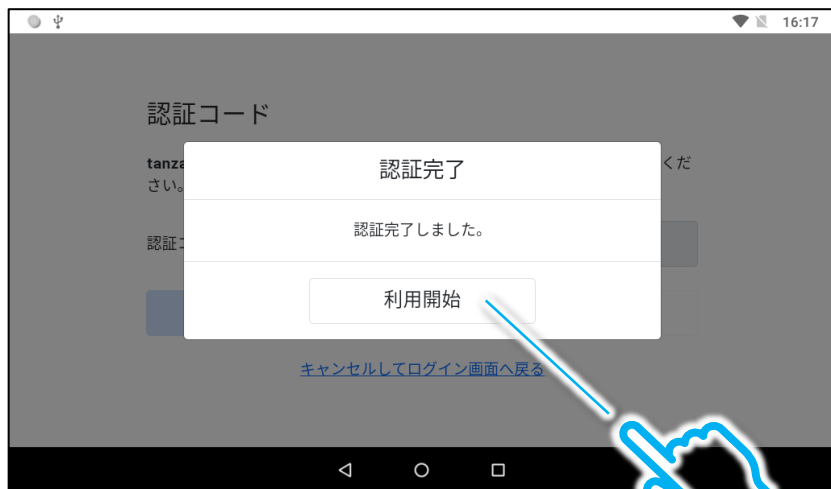 16:17
認証コード
tanza
くだ
さい。
認証コ
認証完了
認証完了しました。
利用開始
キャンセルしてログイン画面へ戻る